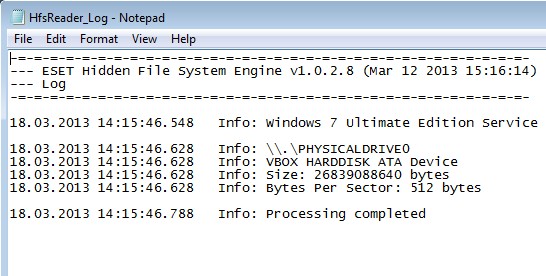 HfsReader_Log - Notepad
File Edit Format View Help
|-=-=-=-=-=-=-=-=-=-=-=-=-=-=-=-=-=-=-=-=-=-=-=-=-=-=-=-=-=-=-=-=-
--- ESET Hidden File System Engine v1.0.2.8 (Mar 12 2013 15:16:14)
--- Log
-=-=-=-=-=-=-=-=-=-=-=-=-=-=-=-=-=-=-=-=-=-=-=-=-=-=-=-=-=-=-=-=-
18.03.2013 14:15:46.548 Info: Windows 7 Ultimate Edition Service
18.03.2013 14:15:46.628 Info: \\.\PHYSICALDRIVE0
18.03.2013 14:15:46.628 Info: VBOX HARDDISK ATA Device
18.03.2013 14:15:46.628 Info: Size: 26839088640 bytes
18.03.2013 14:15:46.628 Info: Bytes Per Sector: 512 bytes
18.03.2013 14:15:46.788 Info: Processing completed